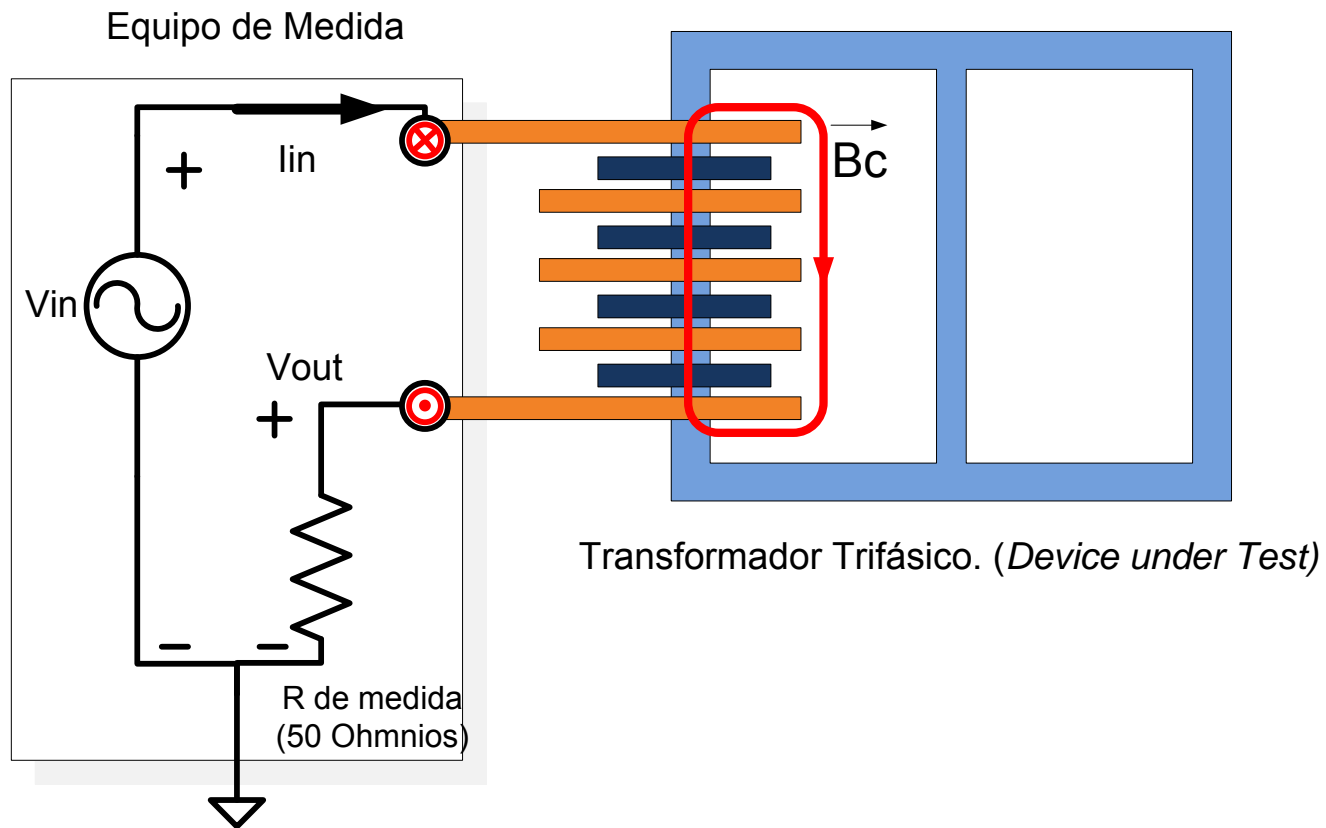 Equipo de Medida
Iin
Bc
Vin
Vout
Transformador Trifásico. (Device under Test)
R de medida
(50 Ohmnios)